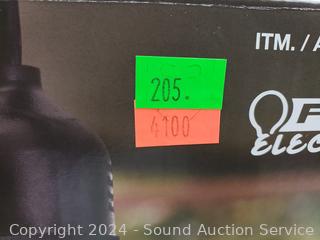 ITM. / A
205.
4100
ELEC
Copyright © 2024 - Sound Auction Service